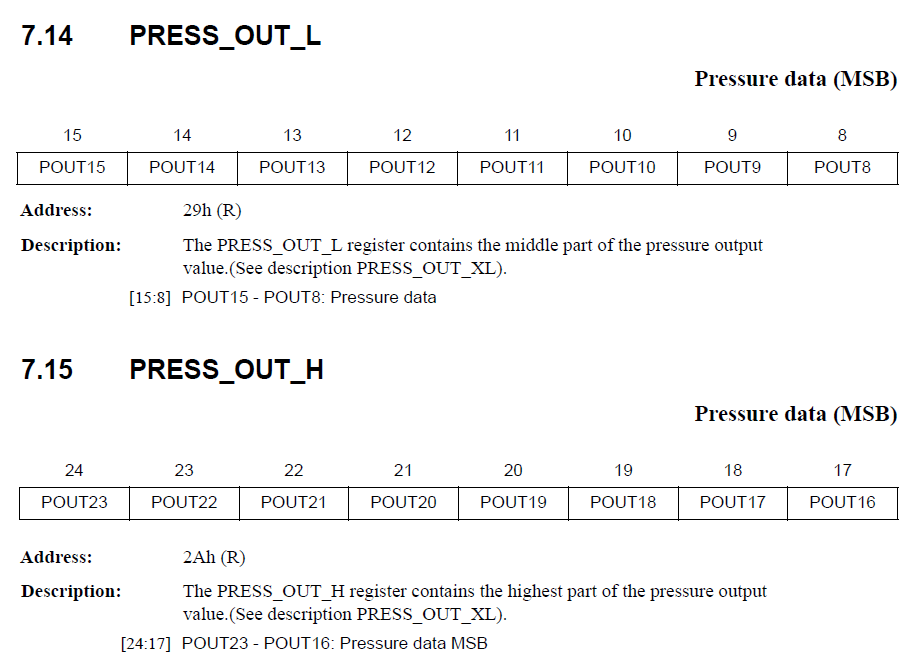 7.14 PRESS_OUT_L
Pressure data (MSB)
15 14 13 12 11 10 9 8
POUT15 POUT14 POUT13 POUT12 POUT11 POUT10 POUT9 POUT8
Address: 29h (R)
Description: The PRESS_OUT_L register contains the middle part of the pressure output
value.(See description PRESS_OUT_XL).
[15:8] POUT15 - POUT8: Pressure data
7.15 PRESS_OUT_H
Pressure data (MSB)
24 23 22 21 20 19 18 17
POUT23 POUT22 POUT21 POUT20 POUT19 POUT18 POUT17 POUT16
Address: 2Ah (R)
Description: The PRESS_OUT_H register contains the highest part of the pressure output
value.(See description PRESS_OUT_XL).
[24:17] POUT23 - POUT16: Pressure data MSB